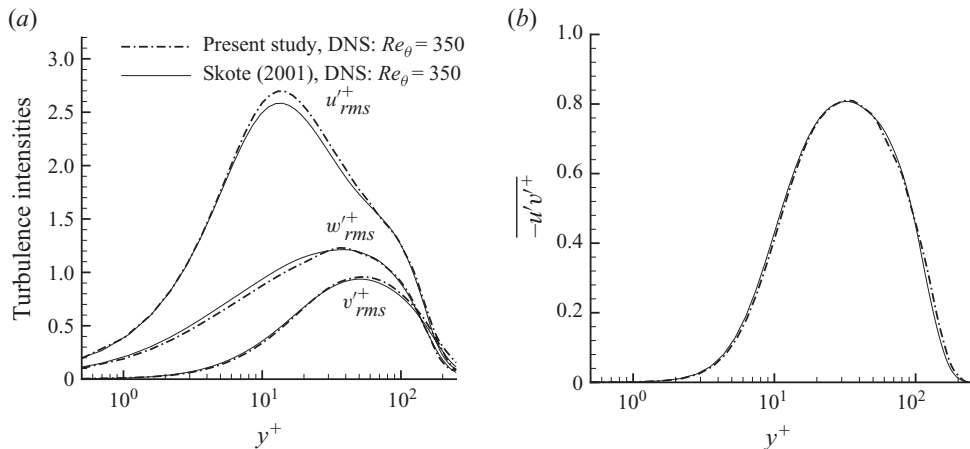 (a)
Present study, DNS: Reθ = 350
Skote (2001), DNS: Reθ = 350
3.0
2.5
2.0
1.5
1.0
0.5
0
Turbulence intensities
u′⁺rms
w′⁺rms
v′⁺rms
10⁰
10¹
10²
y⁺
(b)
1.0
0.8
0.6
0.4
0.2
0
−u′v′⁺
10⁰
10¹
10²
y⁺